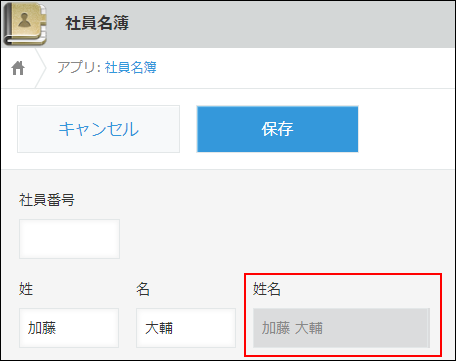 社員名簿
アプリ: 社員名簿
キャンセル 保存
社員番号
姓 名 姓名
加藤 大輔 加藤 大輔